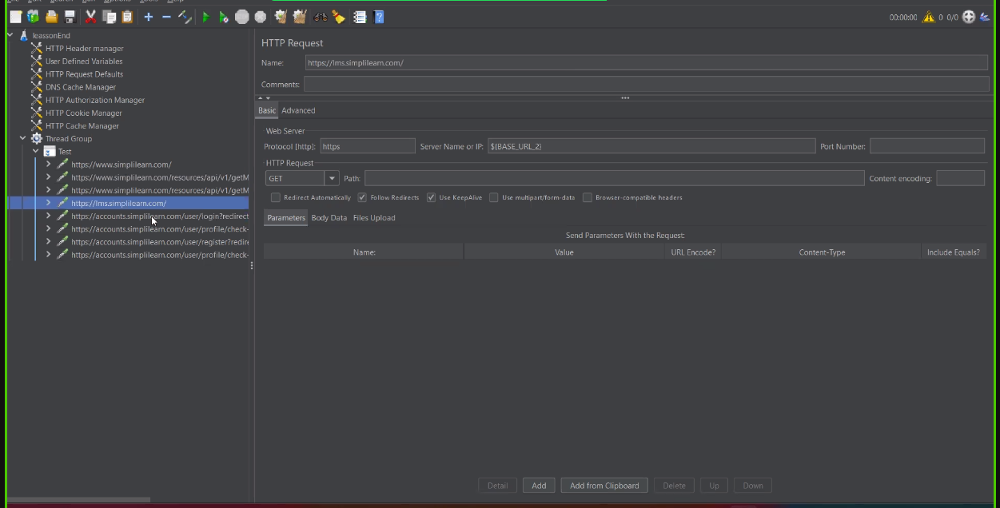 00:00:00 0 0/0
leassonEnd
HTTP Header manager
User Defined Variables
HTTP Request Defaults
DNS Cache Manager
HTTP Authorization Manager
HTTP Cookie Manager
HTTP Cache Manager
Thread Group
Test
https://www.simplilearn.com/
https://www.simplilearn.com/resources/api/v1/getM
https://www.simplilearn.com/resources/api/v1/getM
https://lms.simplilearn.com/
https://accounts.simplilearn.com/user/login?redirect
https://accounts.simplilearn.com/user/profile/check-
https://accounts.simplilearn.com/user/register?redire
https://accounts.simplilearn.com/user/profile/check-
HTTP Request
Name: https://lms.simplilearn.com/
Comments:
Basic Advanced
Web Server
Protocol [http]: https Server Name or IP: ${BASE_URL_2} Port Number:
HTTP Request
GET Path: Content encoding:
Redirect Automatically Follow Redirects Use KeepAlive Use multipart/form-data Browser-compatible headers
Parameters Body Data Files Upload
Send Parameters With the Request:
Name: Value URL Encode? Content-Type Include Equals?
Detail Add Add from Clipboard Delete Up Down